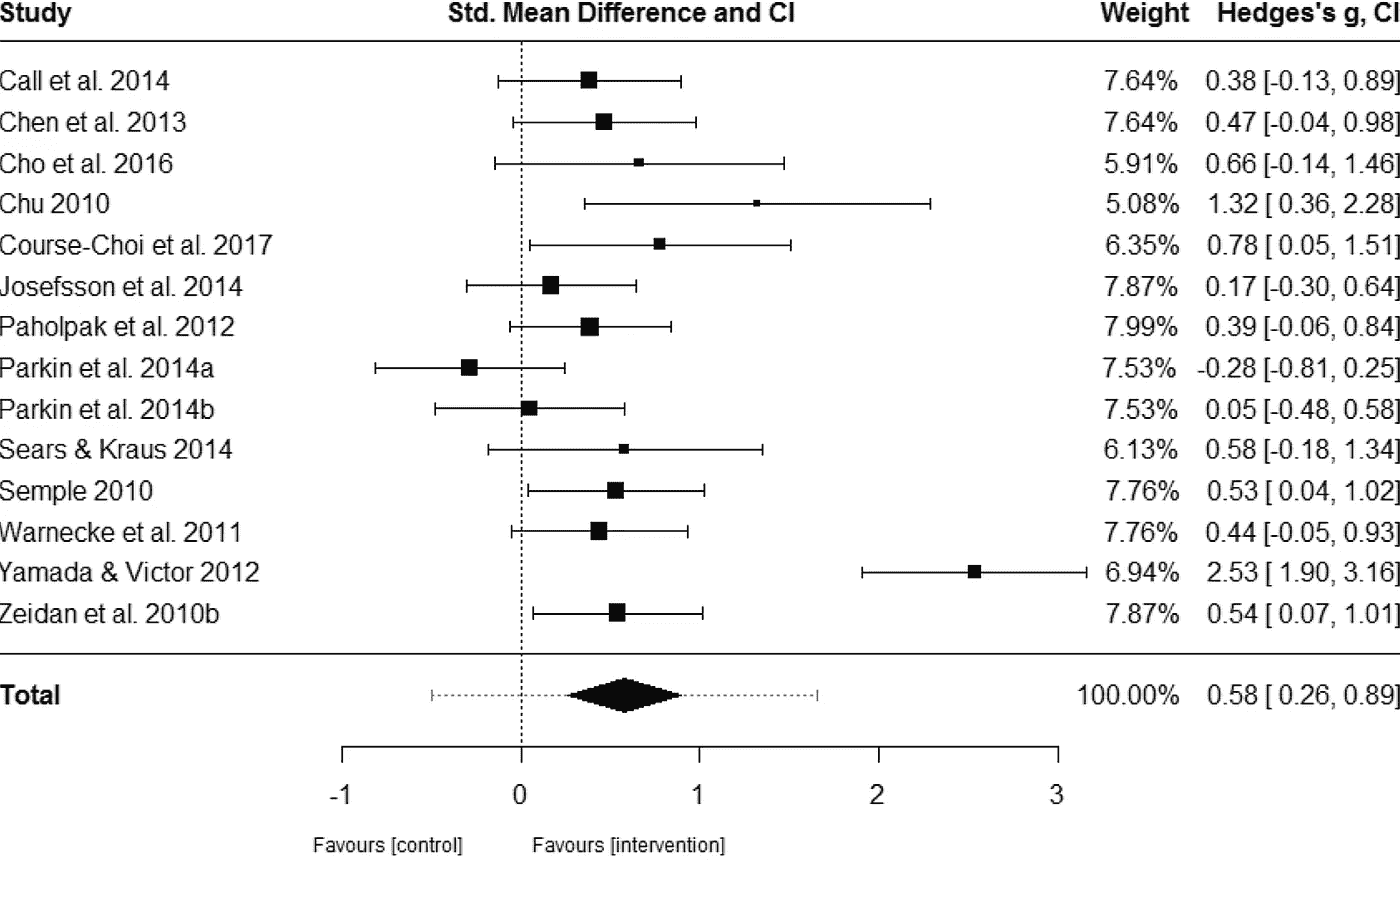 Study Std. Mean Difference and CI Weight Hedges's g, CI
Call et al. 2014 7.64% 0.38 [-0.13, 0.89]
Chen et al. 2013 7.64% 0.47 [-0.04, 0.98]
Cho et al. 2016 5.91% 0.66 [-0.14, 1.46]
Chu 2010 5.08% 1.32 [ 0.36, 2.28]
Course-Choi et al. 2017 6.35% 0.78 [ 0.05, 1.51]
Josefsson et al. 2014 7.87% 0.17 [-0.30, 0.64]
Paholpak et al. 2012 7.99% 0.39 [-0.06, 0.84]
Parkin et al. 2014a 7.53% -0.28 [-0.81, 0.25]
Parkin et al. 2014b 7.53% 0.05 [-0.48, 0.58]
Sears & Kraus 2014 6.13% 0.58 [-0.18, 1.34]
Semple 2010 7.76% 0.53 [ 0.04, 1.02]
Warnecke et al. 2011 7.76% 0.44 [-0.05, 0.93]
Yamada & Victor 2012 6.94% 2.53 [ 1.90, 3.16]
Zeidan et al. 2010b 7.87% 0.54 [ 0.07, 1.01]
Total 100.00% 0.58 [ 0.26, 0.89]
-1 0 1 2 3
Favours [control] Favours [intervention]